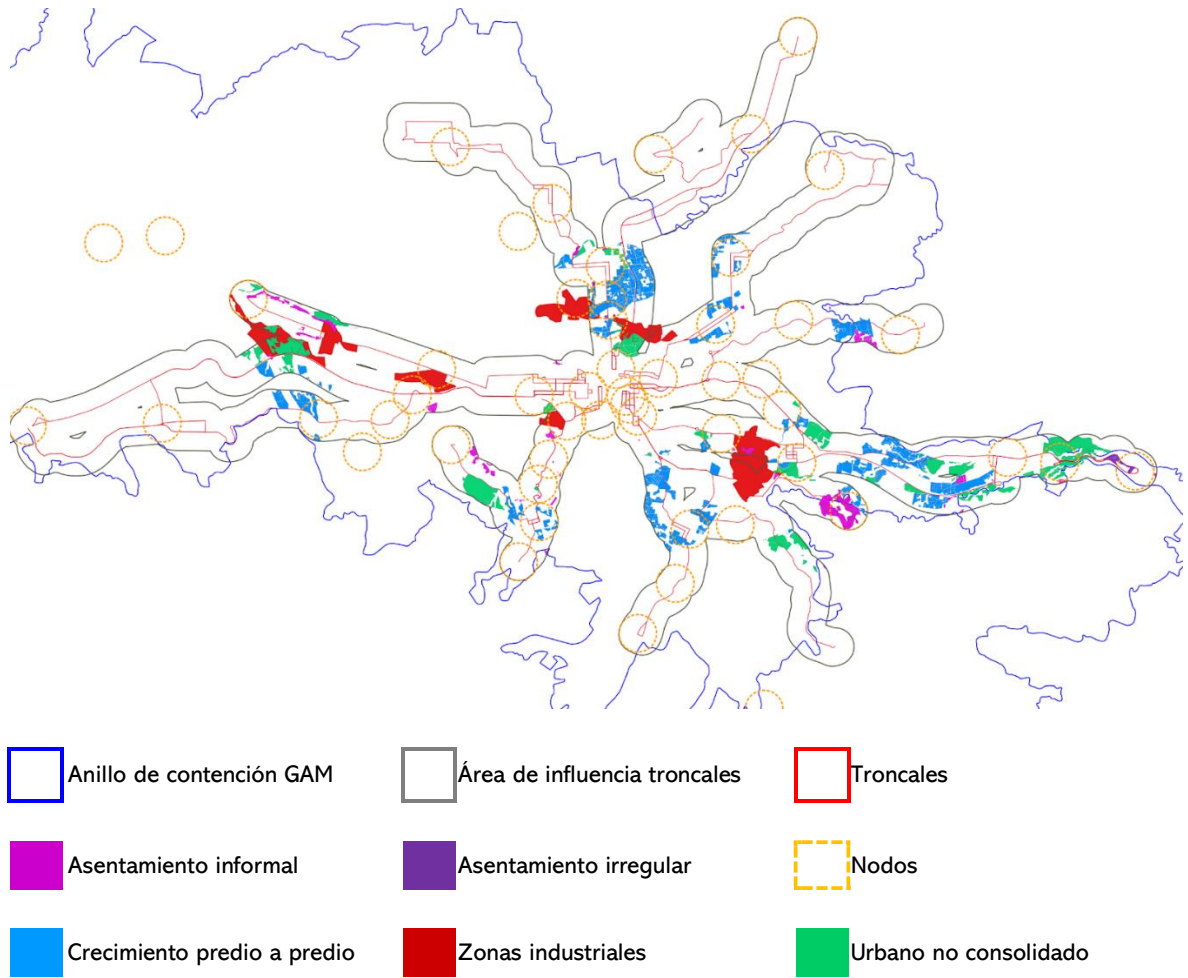 Anillo de contención GAM
Área de influencia troncales
Troncales
Asentamiento informal
Asentamiento irregular
Nodos
Crecimiento predio a predio
Zonas industriales
Urbano no consolidado